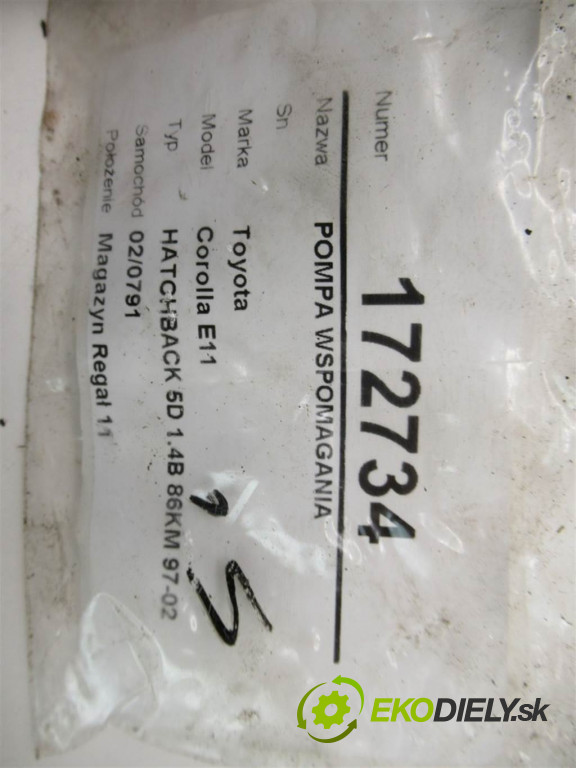 Numer 172734
Nazwa POMPA WSPOMAGANIA
Sn
Marka Toyota
Model Corolla E11
Typ HATCHBACK 5D 1.4B 86KM 97-02
Samochód 02/0791
Położenie Magazyn Regał 11
EKODIELY.sk